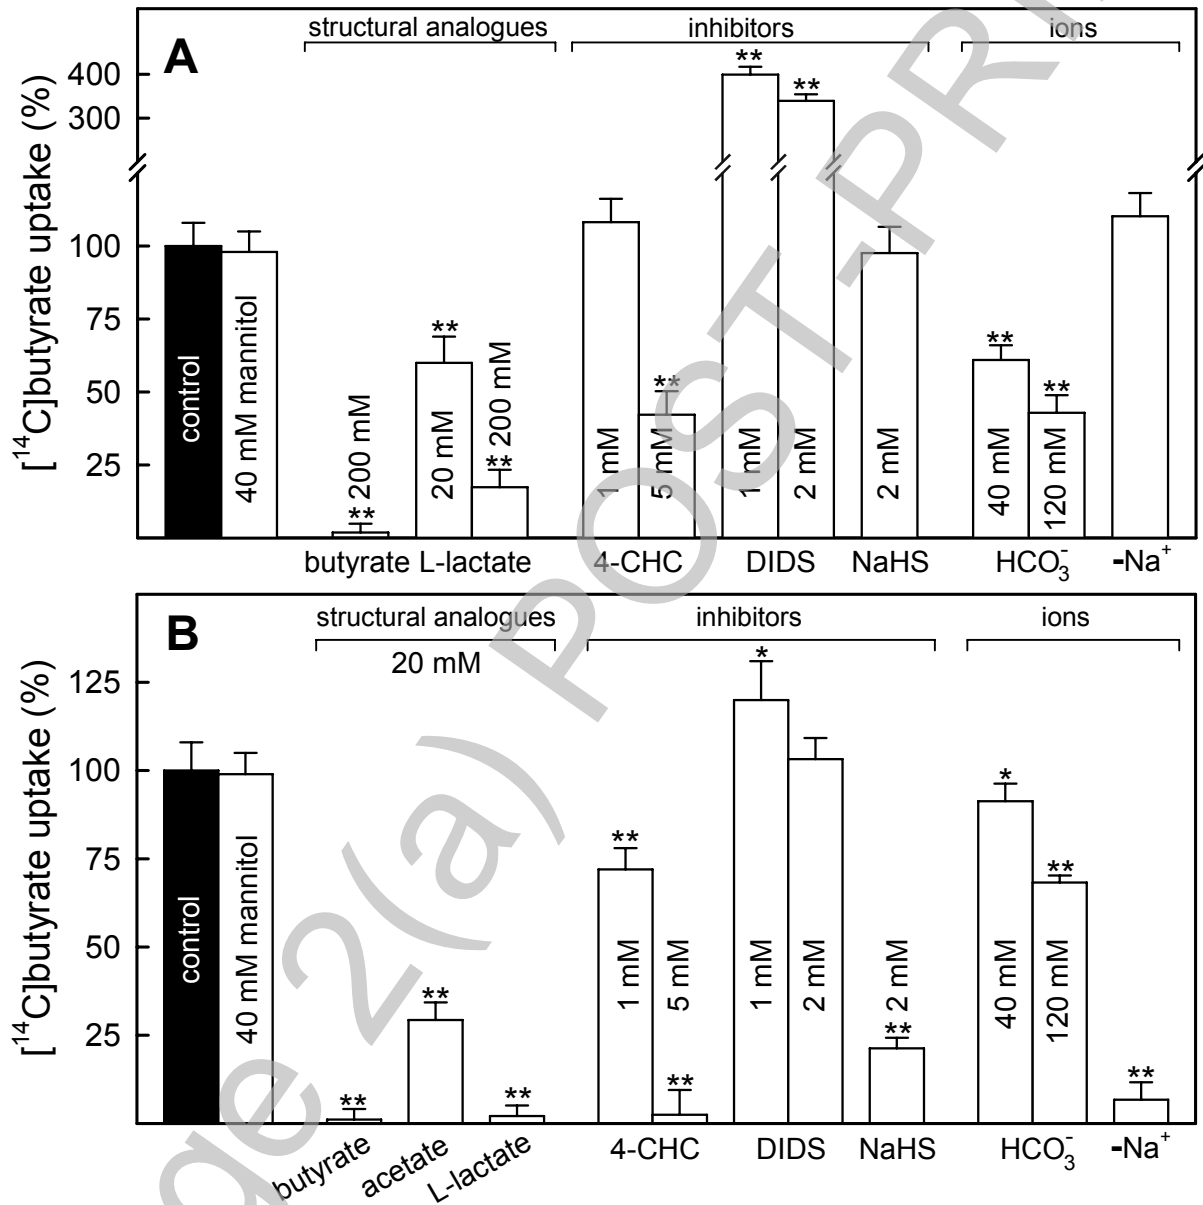 A
structural analogues
inhibitors
ions
[¹⁴C]butyrate uptake (%)
400
300
100
75
50
25
control
40 mM mannitol
** 200 mM
** 20 mM
** 200 mM
1 mM
** 5 mM
** 1 mM
** 2 mM
2 mM
** 40 mM
** 120 mM
butyrate L-lactate 4-CHC DIDS NaHS HCO₃⁻ -Na⁺
B
structural analogues
20 mM
inhibitors
ions
[¹⁴C]butyrate uptake (%)
125
100
75
50
25
control
40 mM mannitol
**
**
**
** 1 mM
** 5 mM
* 1 mM
2 mM
** 2 mM
* 40 mM
** 120 mM
**
butyrate acetate L-lactate 4-CHC DIDS NaHS HCO₃⁻ -Na⁺
ge 2(a) POST-PR